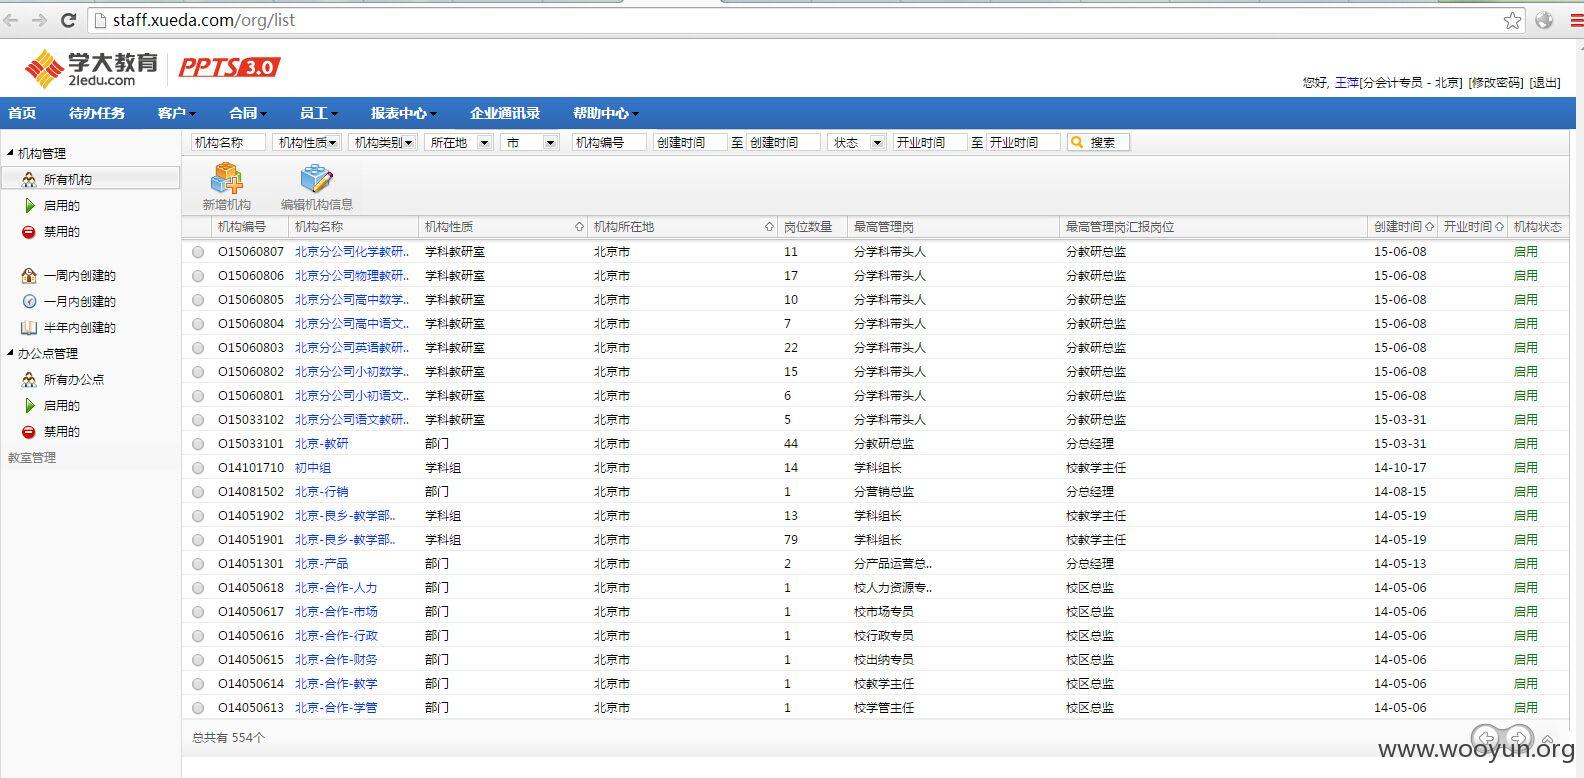 staff.xueda.com/org/list
学大教育
21edu.com
PPTS 3.0
您好, 王萍[分会计专员 - 北京] [修改密码] [退出]
首页 待办任务 客户 合同 员工 报表中心 企业通讯录 帮助中心
机构管理
所有机构
启用的
禁用的
一周内创建的
一月内创建的
半年内创建的
办公点管理
所有办公点
启用的
禁用的
教室管理
机构名称 机构性质 机构类别 所在地 市 机构编号 创建时间 至 创建时间 状态 开业时间 至 开业时间 搜索
新增机构 编辑机构信息
机构编号 机构名称 机构性质 机构所在地 岗位数量 最高管理岗 最高管理岗汇报岗位 创建时间 开业时间 机构状态
O15060807 北京分公司化学教研.. 学科教研室 北京市 11 分学科带头人 分教研总监 15-06-08 启用
O15060806 北京分公司物理教研.. 学科教研室 北京市 17 分学科带头人 分教研总监 15-06-08 启用
O15060805 北京分公司高中数学.. 学科教研室 北京市 10 分学科带头人 分教研总监 15-06-08 启用
O15060804 北京分公司高中语文.. 学科教研室 北京市 7 分学科带头人 分教研总监 15-06-08 启用
O15060803 北京分公司英语教研.. 学科教研室 北京市 22 分学科带头人 分教研总监 15-06-08 启用
O15060802 北京分公司小初数学.. 学科教研室 北京市 15 分学科带头人 分教研总监 15-06-08 启用
O15060801 北京分公司小初语文.. 学科教研室 北京市 6 分学科带头人 分教研总监 15-06-08 启用
O15033102 北京分公司语文教研.. 学科教研室 北京市 5 分学科带头人 分教研总监 15-03-31 启用
O15033101 北京-教研 部门 北京市 44 分教研总监 分总经理 15-03-31 启用
O14101710 初中组 学科组 北京市 14 学科组长 校教学主任 14-10-17 启用
O14081502 北京-行销 部门 北京市 1 分营销总监 分总经理 14-08-15 启用
O14051902 北京-良乡-教学部.. 学科组 北京市 13 学科组长 校教学主任 14-05-19 启用
O14051901 北京-良乡-教学部.. 学科组 北京市 79 学科组长 校教学主任 14-05-19 启用
O14051301 北京-产品 部门 北京市 2 分产品运营总.. 分总经理 14-05-13 启用
O14050618 北京-合作-人力 部门 北京市 1 校人力资源专.. 校区总监 14-05-06 启用
O14050617 北京-合作-市场 部门 北京市 1 校市场专员 校区总监 14-05-06 启用
O14050616 北京-合作-行政 部门 北京市 1 校行政专员 校区总监 14-05-06 启用
O14050615 北京-合作-财务 部门 北京市 1 校出纳专员 校区总监 14-05-06 启用
O14050614 北京-合作-教学 部门 北京市 1 校教学主任 校区总监 14-05-06 启用
O14050613 北京-合作-学管 部门 北京市 1 校学管主任 校区总监 14-05-06 启用
总共有 554个
www.wooyun.org